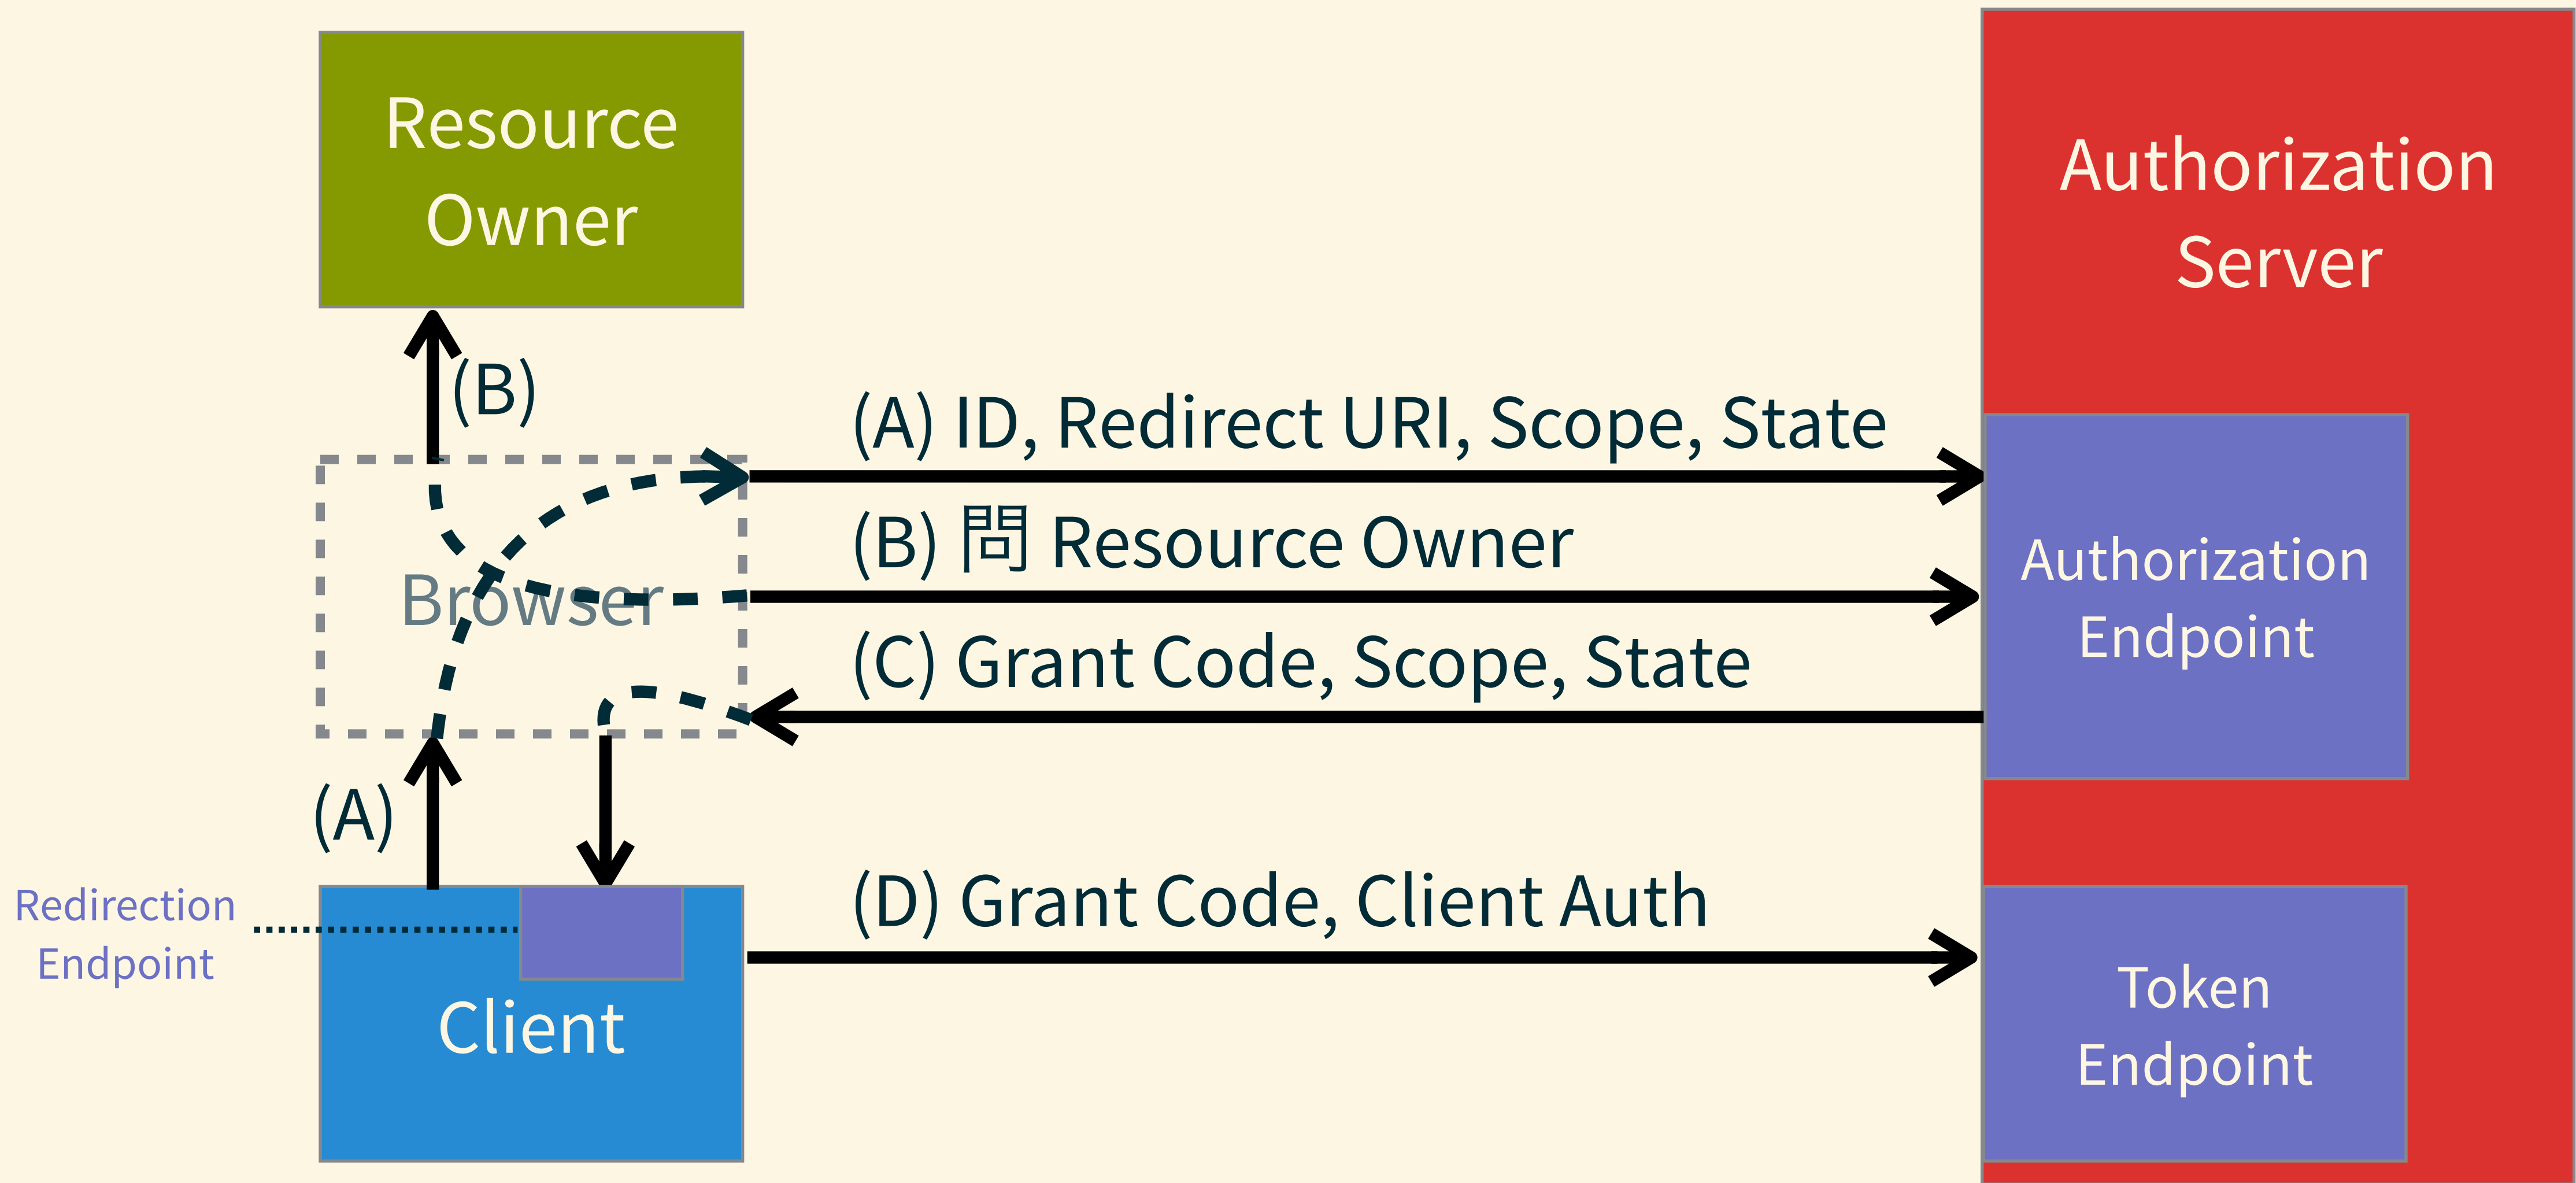 Resource
Owner
Authorization
Server
(B)
(A) ID, Redirect URI, Scope, State
(B) 問 Resource Owner
Browser
Authorization
Endpoint
(C) Grant Code, Scope, State
(A)
Redirection
Endpoint
(D) Grant Code, Client Auth
Client
Token
Endpoint